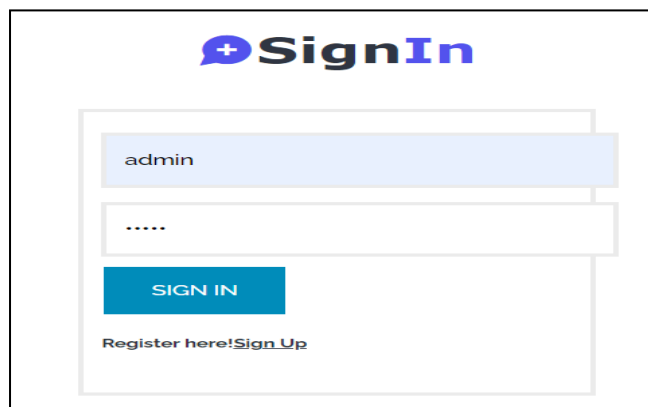 SignIn
admin
•••••
SIGN IN
Register here!Sign Up